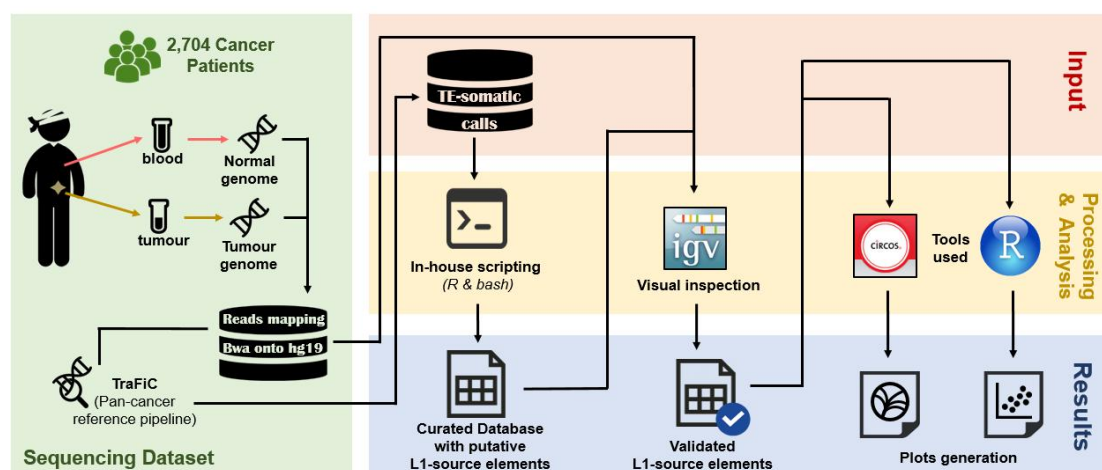 2,704 Cancer
Patients
blood
Normal
genome
tumour
Tumour
genome
Reads mapping
Bwa onto hg19
TraFiC
(Pan-cancer
reference pipeline)
Sequencing Dataset
TE-somatic
calls
Input
In-house scripting
(R & bash)
igv
Visual inspection
CIRCOS.
Tools
used
R
Processing
& Analysis
Curated Database
with putative
L1-source elements
Validated
L1-source elements
Plots generation
Results